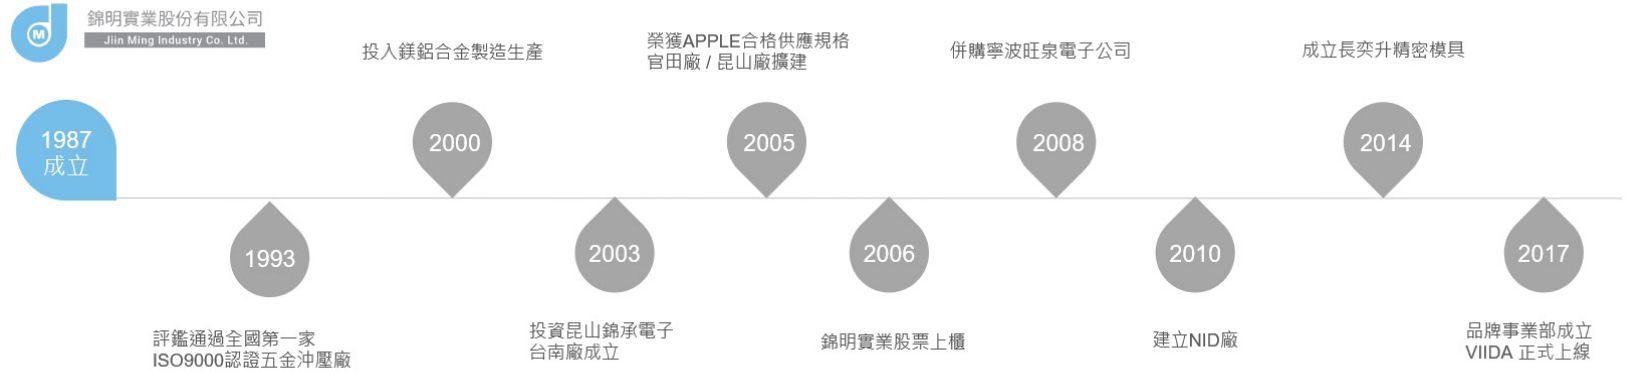 錦明實業股份有限公司
Jiin Ming Industry Co. Ltd.
1987
成立
1993
評鑑通過全國第一家
ISO9000認證五金沖壓廠
投入鎂鋁合金製造生產
2000
2003
投資昆山錦承電子
台南廠成立
榮獲APPLE合格供應規格
官田廠 / 昆山廠擴建
2005
2006
錦明實業股票上櫃
併購寧波旺泉電子公司
2008
2010
建立NID廠
成立長奕升精密模具
2014
2017
品牌事業部成立
VIIDA 正式上線